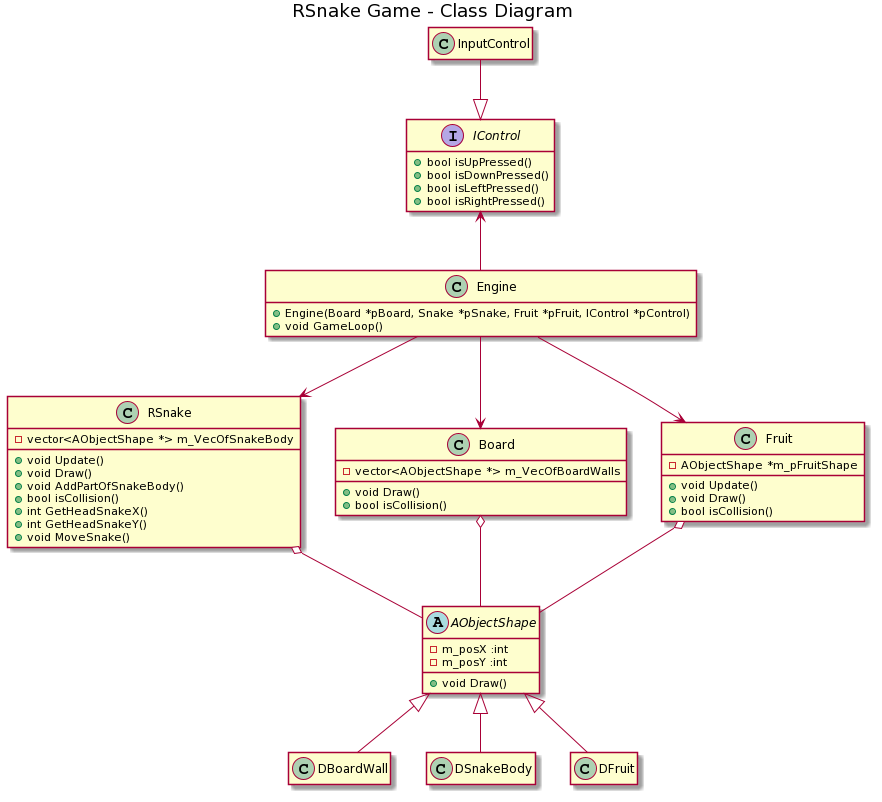 RSnake Game - Class Diagram
C InputControl
I IControl
bool isUpPressed()
bool isDownPressed()
bool isLeftPressed()
bool isRightPressed()
C Engine
Engine(Board *pBoard, Snake *pSnake, Fruit *pFruit, IControl *pControl)
void GameLoop()
C RSnake
vector<AObjectShape *> m_VecOfSnakeBody
void Update()
void Draw()
void AddPartOfSnakeBody()
bool isCollision()
int GetHeadSnakeX()
int GetHeadSnakeY()
void MoveSnake()
C Board
vector<AObjectShape *> m_VecOfBoardWalls
void Draw()
bool isCollision()
C Fruit
AObjectShape *m_pFruitShape
void Update()
void Draw()
bool isCollision()
A AObjectShape
m_posX :int
m_posY :int
void Draw()
C DBoardWall
C DSnakeBody
C DFruit